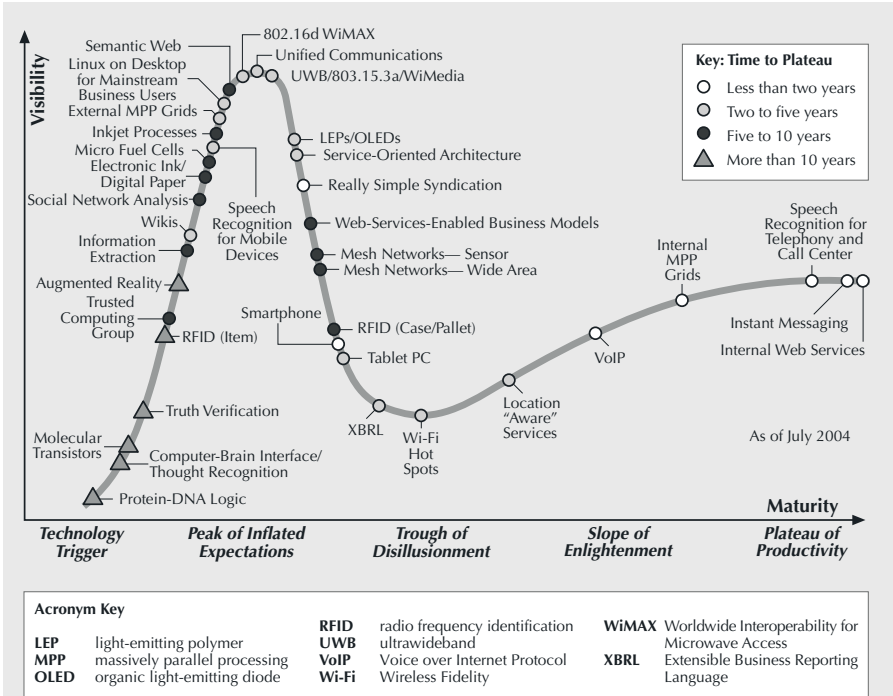 Visibility
802.16d WiMAX
Semantic Web
Unified Communications
Linux on Desktop
for Mainstream
Business Users
UWB/803.15.3a/WiMedia
External MPP Grids
Inkjet Processes
Micro Fuel Cells
Electronic Ink/
Digital Paper
Social Network Analysis
Wikis
Information
Extraction
Augmented Reality
Trusted
Computing
Group
RFID (Item)
Truth Verification
Molecular
Transistors
Computer-Brain Interface/
Thought Recognition
Protein-DNA Logic
Speech
Recognition
for Mobile
Devices
LEPs/OLEDs
Service-Oriented Architecture
Really Simple Syndication
Web-Services-Enabled Business Models
Mesh Networks— Sensor
Mesh Networks— Wide Area
Smartphone
RFID (Case/Pallet)
Tablet PC
XBRL
Wi-Fi
Hot
Spots
Location
“Aware”
Services
VoIP
Internal
MPP
Grids
Speech
Recognition for
Telephony and
Call Center
Instant Messaging
Internal Web Services
Key: Time to Plateau
Less than two years
Two to five years
Five to 10 years
More than 10 years
As of July 2004
Maturity
Technology
Trigger
Peak of Inflated
Expectations
Trough of
Disillusionment
Slope of
Enlightenment
Plateau of
Productivity
Acronym Key
LEP light-emitting polymer
MPP massively parallel processing
OLED organic light-emitting diode
RFID radio frequency identification
UWB ultrawideband
VoIP Voice over Internet Protocol
Wi-Fi Wireless Fidelity
WiMAX Worldwide Interoperability for
Microwave Access
XBRL Extensible Business Reporting
Language